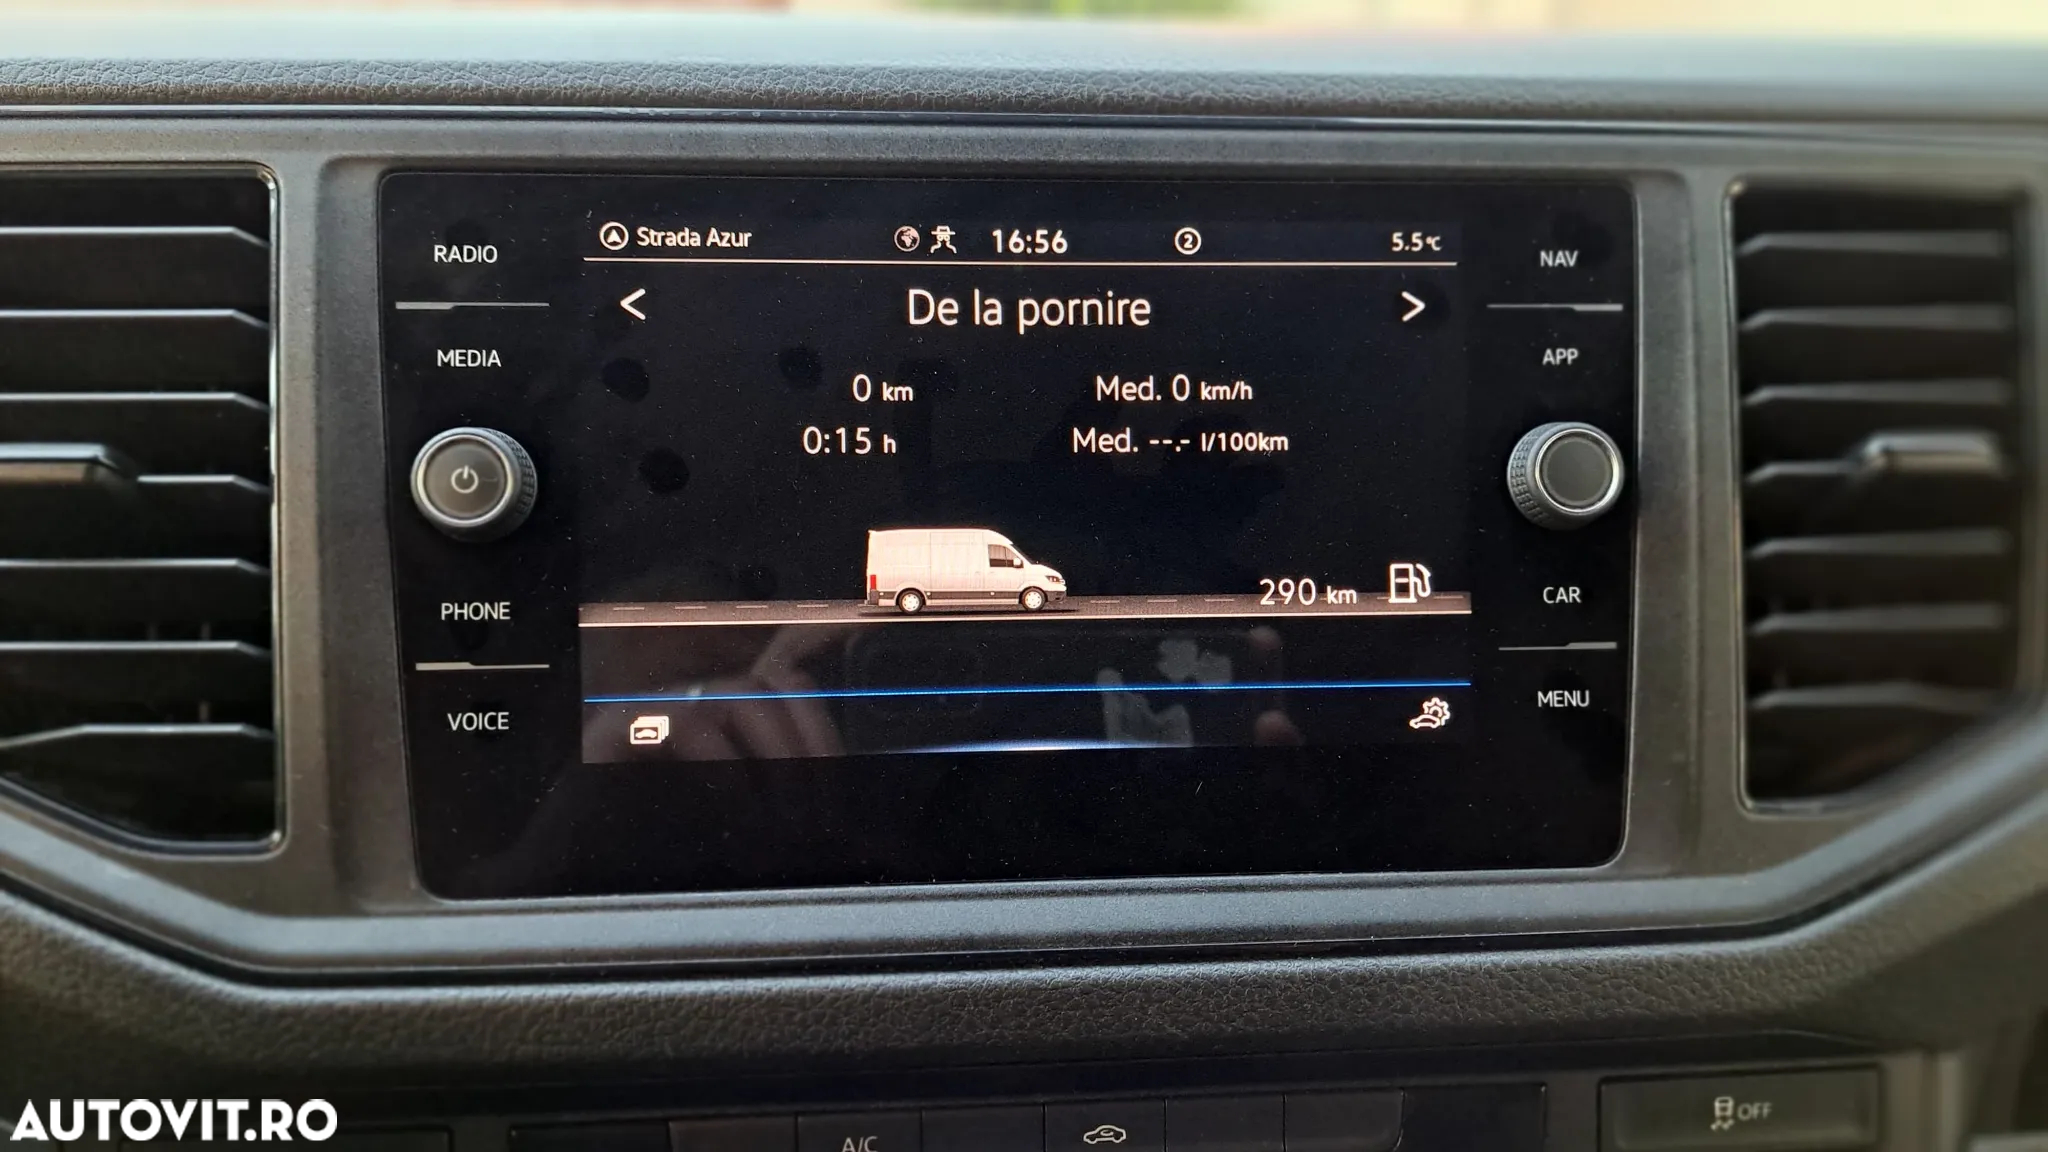 RADIO
MEDIA
PHONE
VOICE
Strada Azur 16:56 2 5.5°C
< De la pornire >
0 km Med. 0 km/h
0:15 h Med. --.- l/100km
290 km
NAV
APP
CAR
MENU
A/C
OFF
AUTOVIT.RO